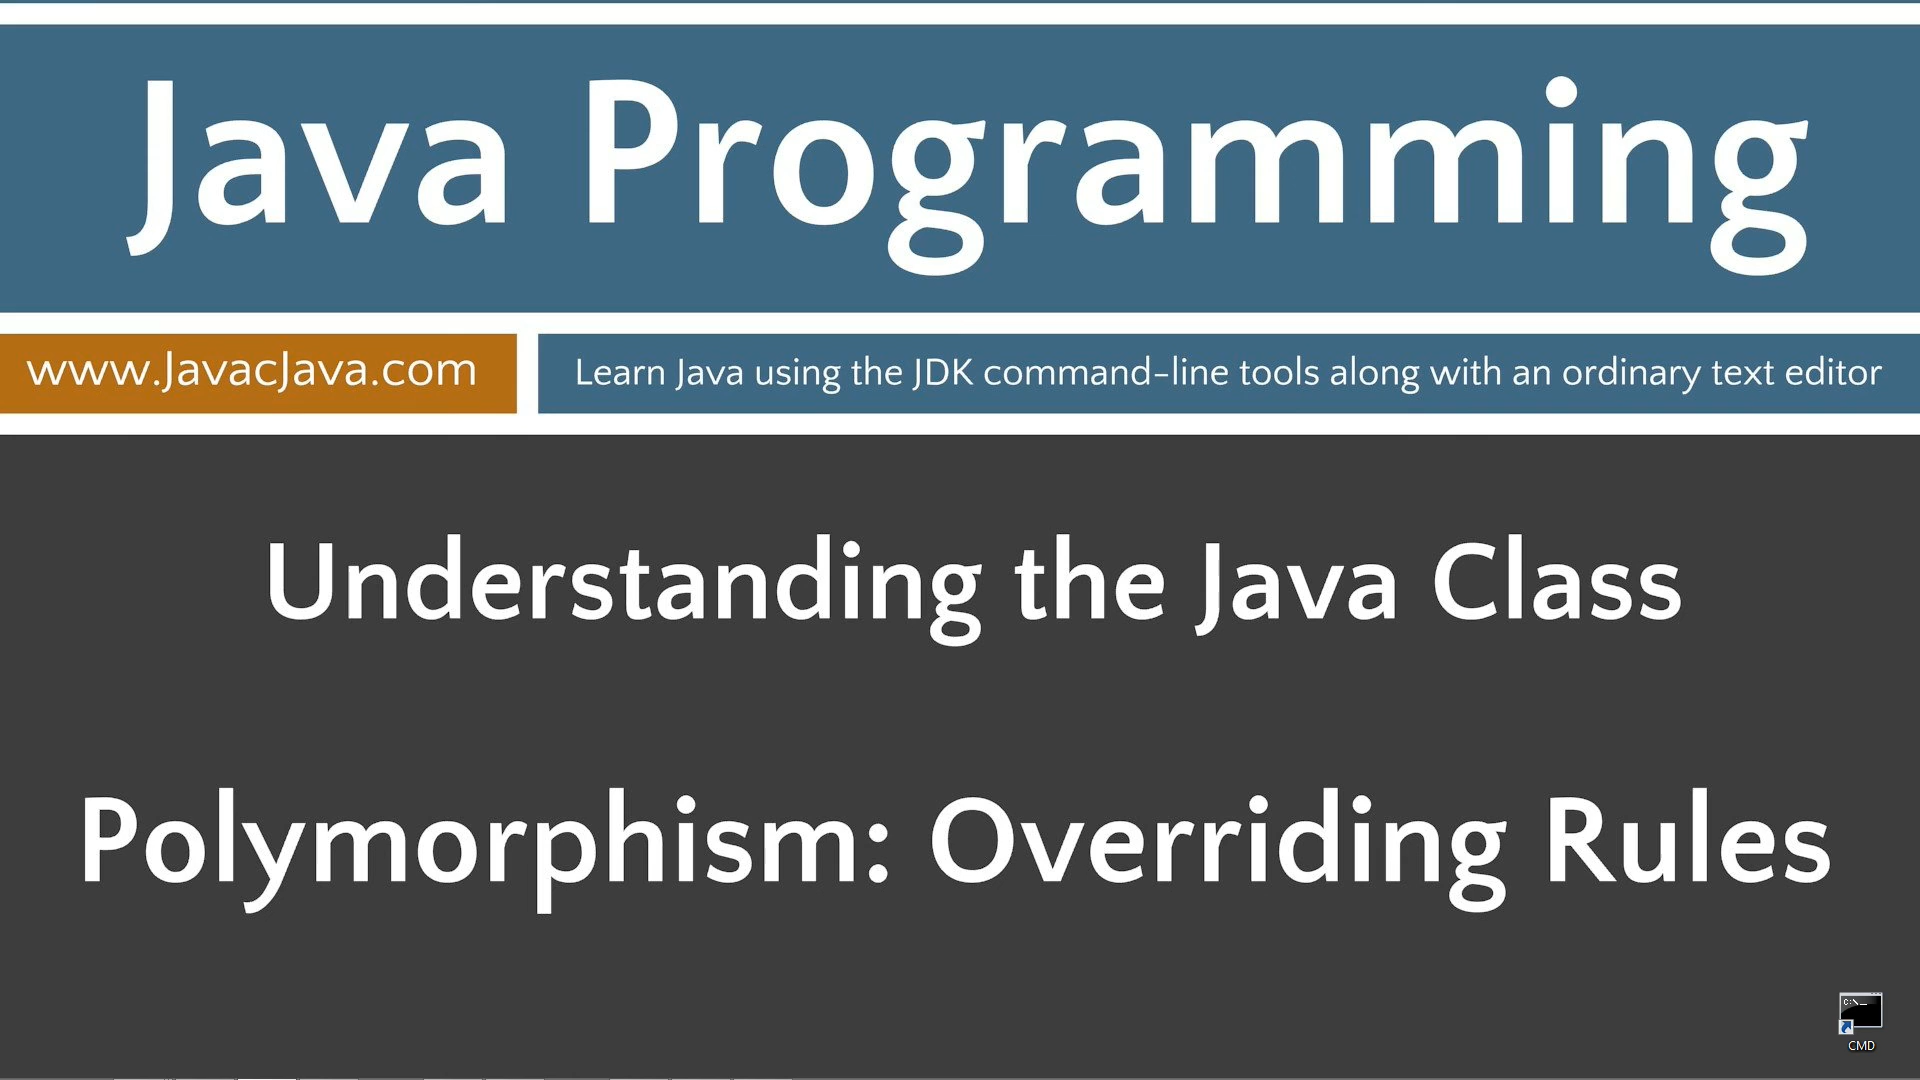 Java Programming
www.JavacJava.com
Learn Java using the JDK command-line tools along with an ordinary text editor
Understanding the Java Class
Polymorphism: Overriding Rules
C:\_
CMD